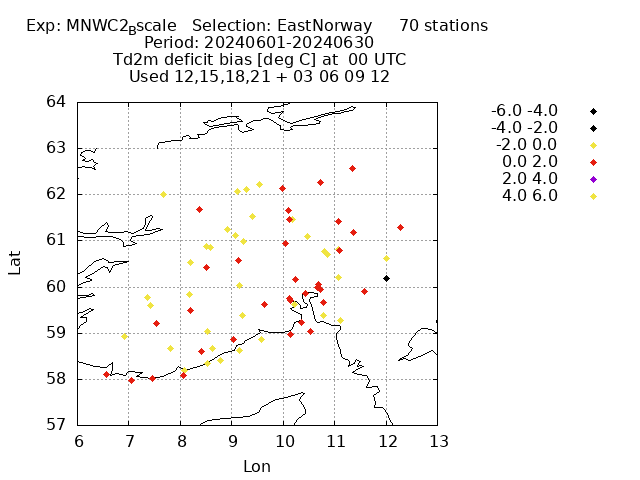 Exp: MNWC2Bscale   Selection: EastNorway     70 stations
Period: 20240601-20240630
Td2m deficit bias [deg C] at  00 UTC
Used 12,15,18,21 + 03 06 09 12
64
63
62
61
60
59
58
57
6 7 8 9 10 11 12 13
Lat
Lon
-6.0 -4.0
-4.0 -2.0
-2.0 0.0
0.0 2.0
2.0 4.0
4.0 6.0